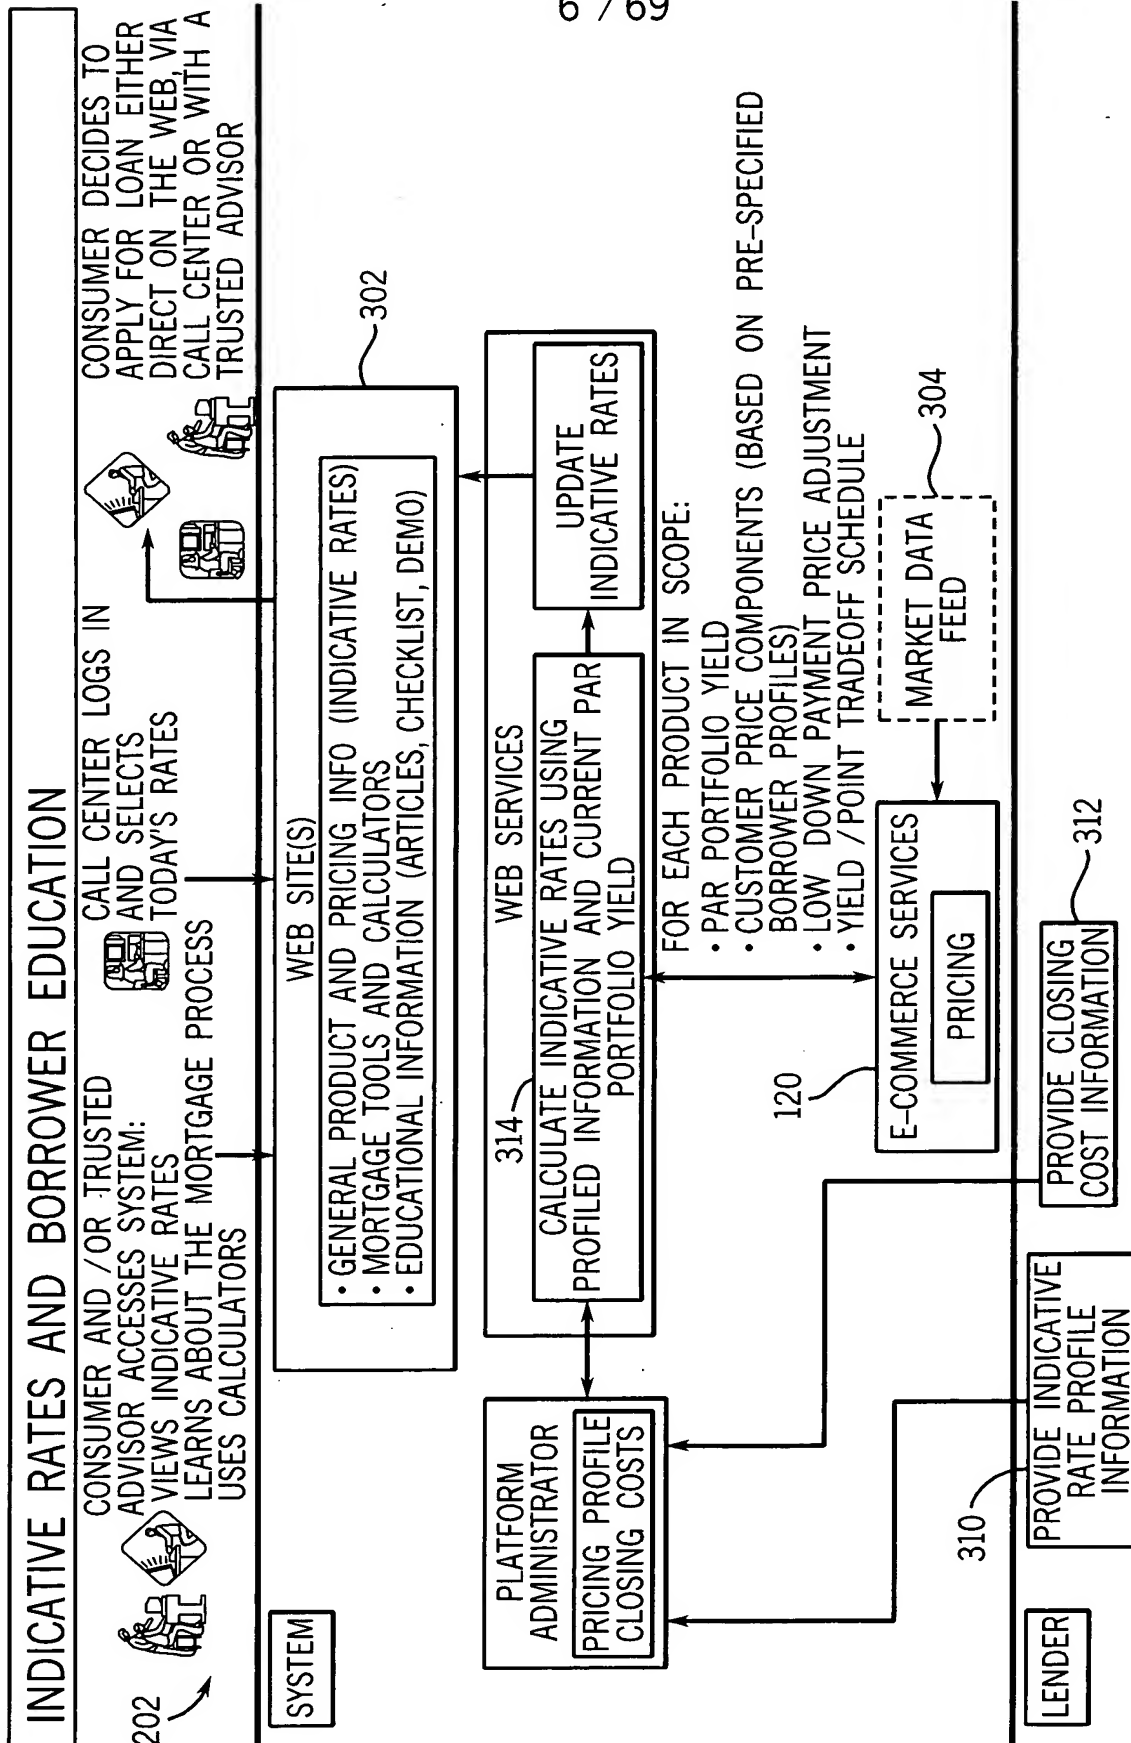 6 / 69
INDICATIVE RATES AND BORROWER EDUCATION
202
CONSUMER AND / OR TRUSTED
ADVISOR ACCESSES SYSTEM:
VIEWS INDICATIVE RATES
LEARNS ABOUT THE MORTGAGE PROCESS
USES CALCULATORS
CALL CENTER LOGS IN
AND SELECTS
TODAY'S RATES
CONSUMER DECIDES TO
APPLY FOR LOAN EITHER
DIRECT ON THE WEB, VIA
CALL CENTER OR WITH A
TRUSTED ADVISOR
SYSTEM
WEB SITE(S)
• GENERAL PRODUCT AND PRICING INFO (INDICATIVE RATES)
• MORTGAGE TOOLS AND CALCULATORS
• EDUCATIONAL INFORMATION (ARTICLES, CHECKLIST, DEMO)
302
PLATFORM
ADMINISTRATOR
PRICING PROFILE
CLOSING COSTS
WEB SERVICES
314
CALCULATE INDICATIVE RATES USING
PROFILED INFORMATION AND CURRENT PAR
PORTFOLIO YIELD
UPDATE
INDICATIVE RATES
FOR EACH PRODUCT IN SCOPE:
• PAR PORTFOLIO YIELD
• CUSTOMER PRICE COMPONENTS (BASED ON PRE-SPECIFIED
BORROWER PROFILES)
• LOW DOWN PAYMENT PRICE ADJUSTMENT
• YIELD / POINT TRADEOFF SCHEDULE
120
E-COMMERCE SERVICES
PRICING
MARKET DATA
FEED
304
LENDER
310
PROVIDE INDICATIVE
RATE PROFILE
INFORMATION
PROVIDE CLOSING
COST INFORMATION
312